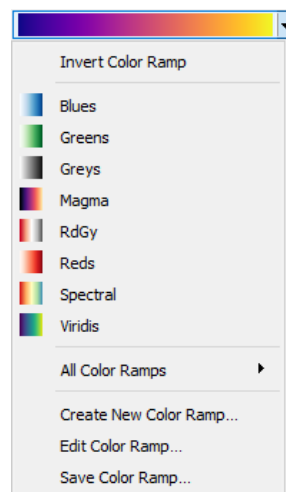 Invert Color Ramp
Blues
Greens
Greys
Magma
RdGy
Reds
Spectral
Viridis
All Color Ramps
Create New Color Ramp...
Edit Color Ramp...
Save Color Ramp...